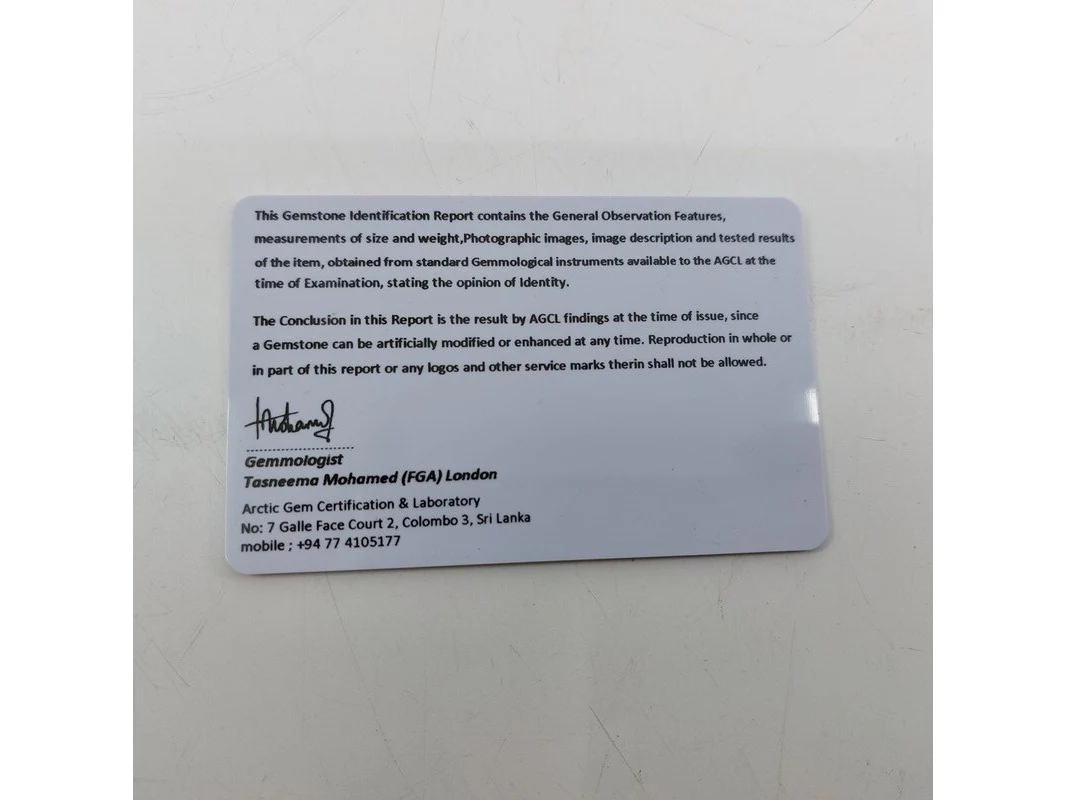 This Gemstone Identification Report contains the General Observation Features,
measurements of size and weight,Photographic images, image description and tested results
of the item, obtained from standard Gemmological instruments available to the AGCL at the
time of Examination, stating the opinion of Identity.
The Conclusion in this Report is the result by AGCL findings at the time of issue, since
a Gemstone can be artificially modified or enhanced at any time. Reproduction in whole or
in part of this report or any logos and other service marks therin shall not be allowed.
Gemmologist
Tasneema Mohamed (FGA) London
Arctic Gem Certification & Laboratory
No: 7 Galle Face Court 2, Colombo 3, Sri Lanka
mobile ; +94 77 4105177